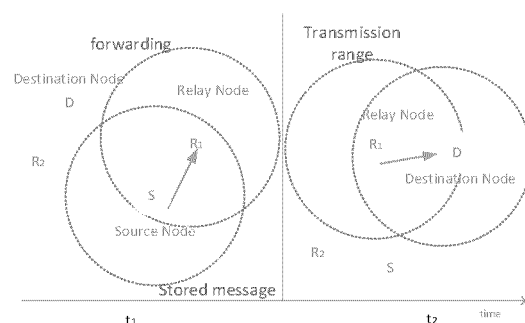 forwarding
Destination Node
D
Relay Node
R2
R1
S
Source Node
Stored message
t1
Transmission
range
Relay Node
R1
D
Destination Node
R2
S
t2
time